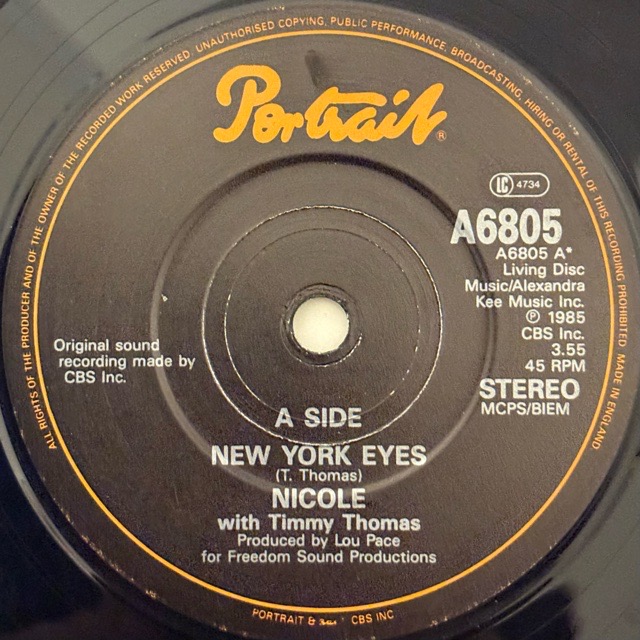 ALL RIGHTS OF THE PRODUCER AND OF THE OWNER OF THE RECORDED WORK RESERVED. UNAUTHORISED COPYING, PUBLIC PERFORMANCE, BROADCASTING, HIRING OR RENTAL OF THIS RECORDING PROHIBITED. MADE IN ENGLAND
Portrait®
LC 4734
A6805
A6805 A*
Living Disc
Music/Alexandra
Kee Music Inc.
℗ 1985
CBS Inc.
3.55
45 RPM
STEREO
MCPS/BIEM
Original sound
recording made by
CBS Inc.
A SIDE
NEW YORK EYES
(T. Thomas)
NICOLE
with Timmy Thomas
Produced by Lou Pace
for Freedom Sound Productions
PORTRAIT & CBS INC